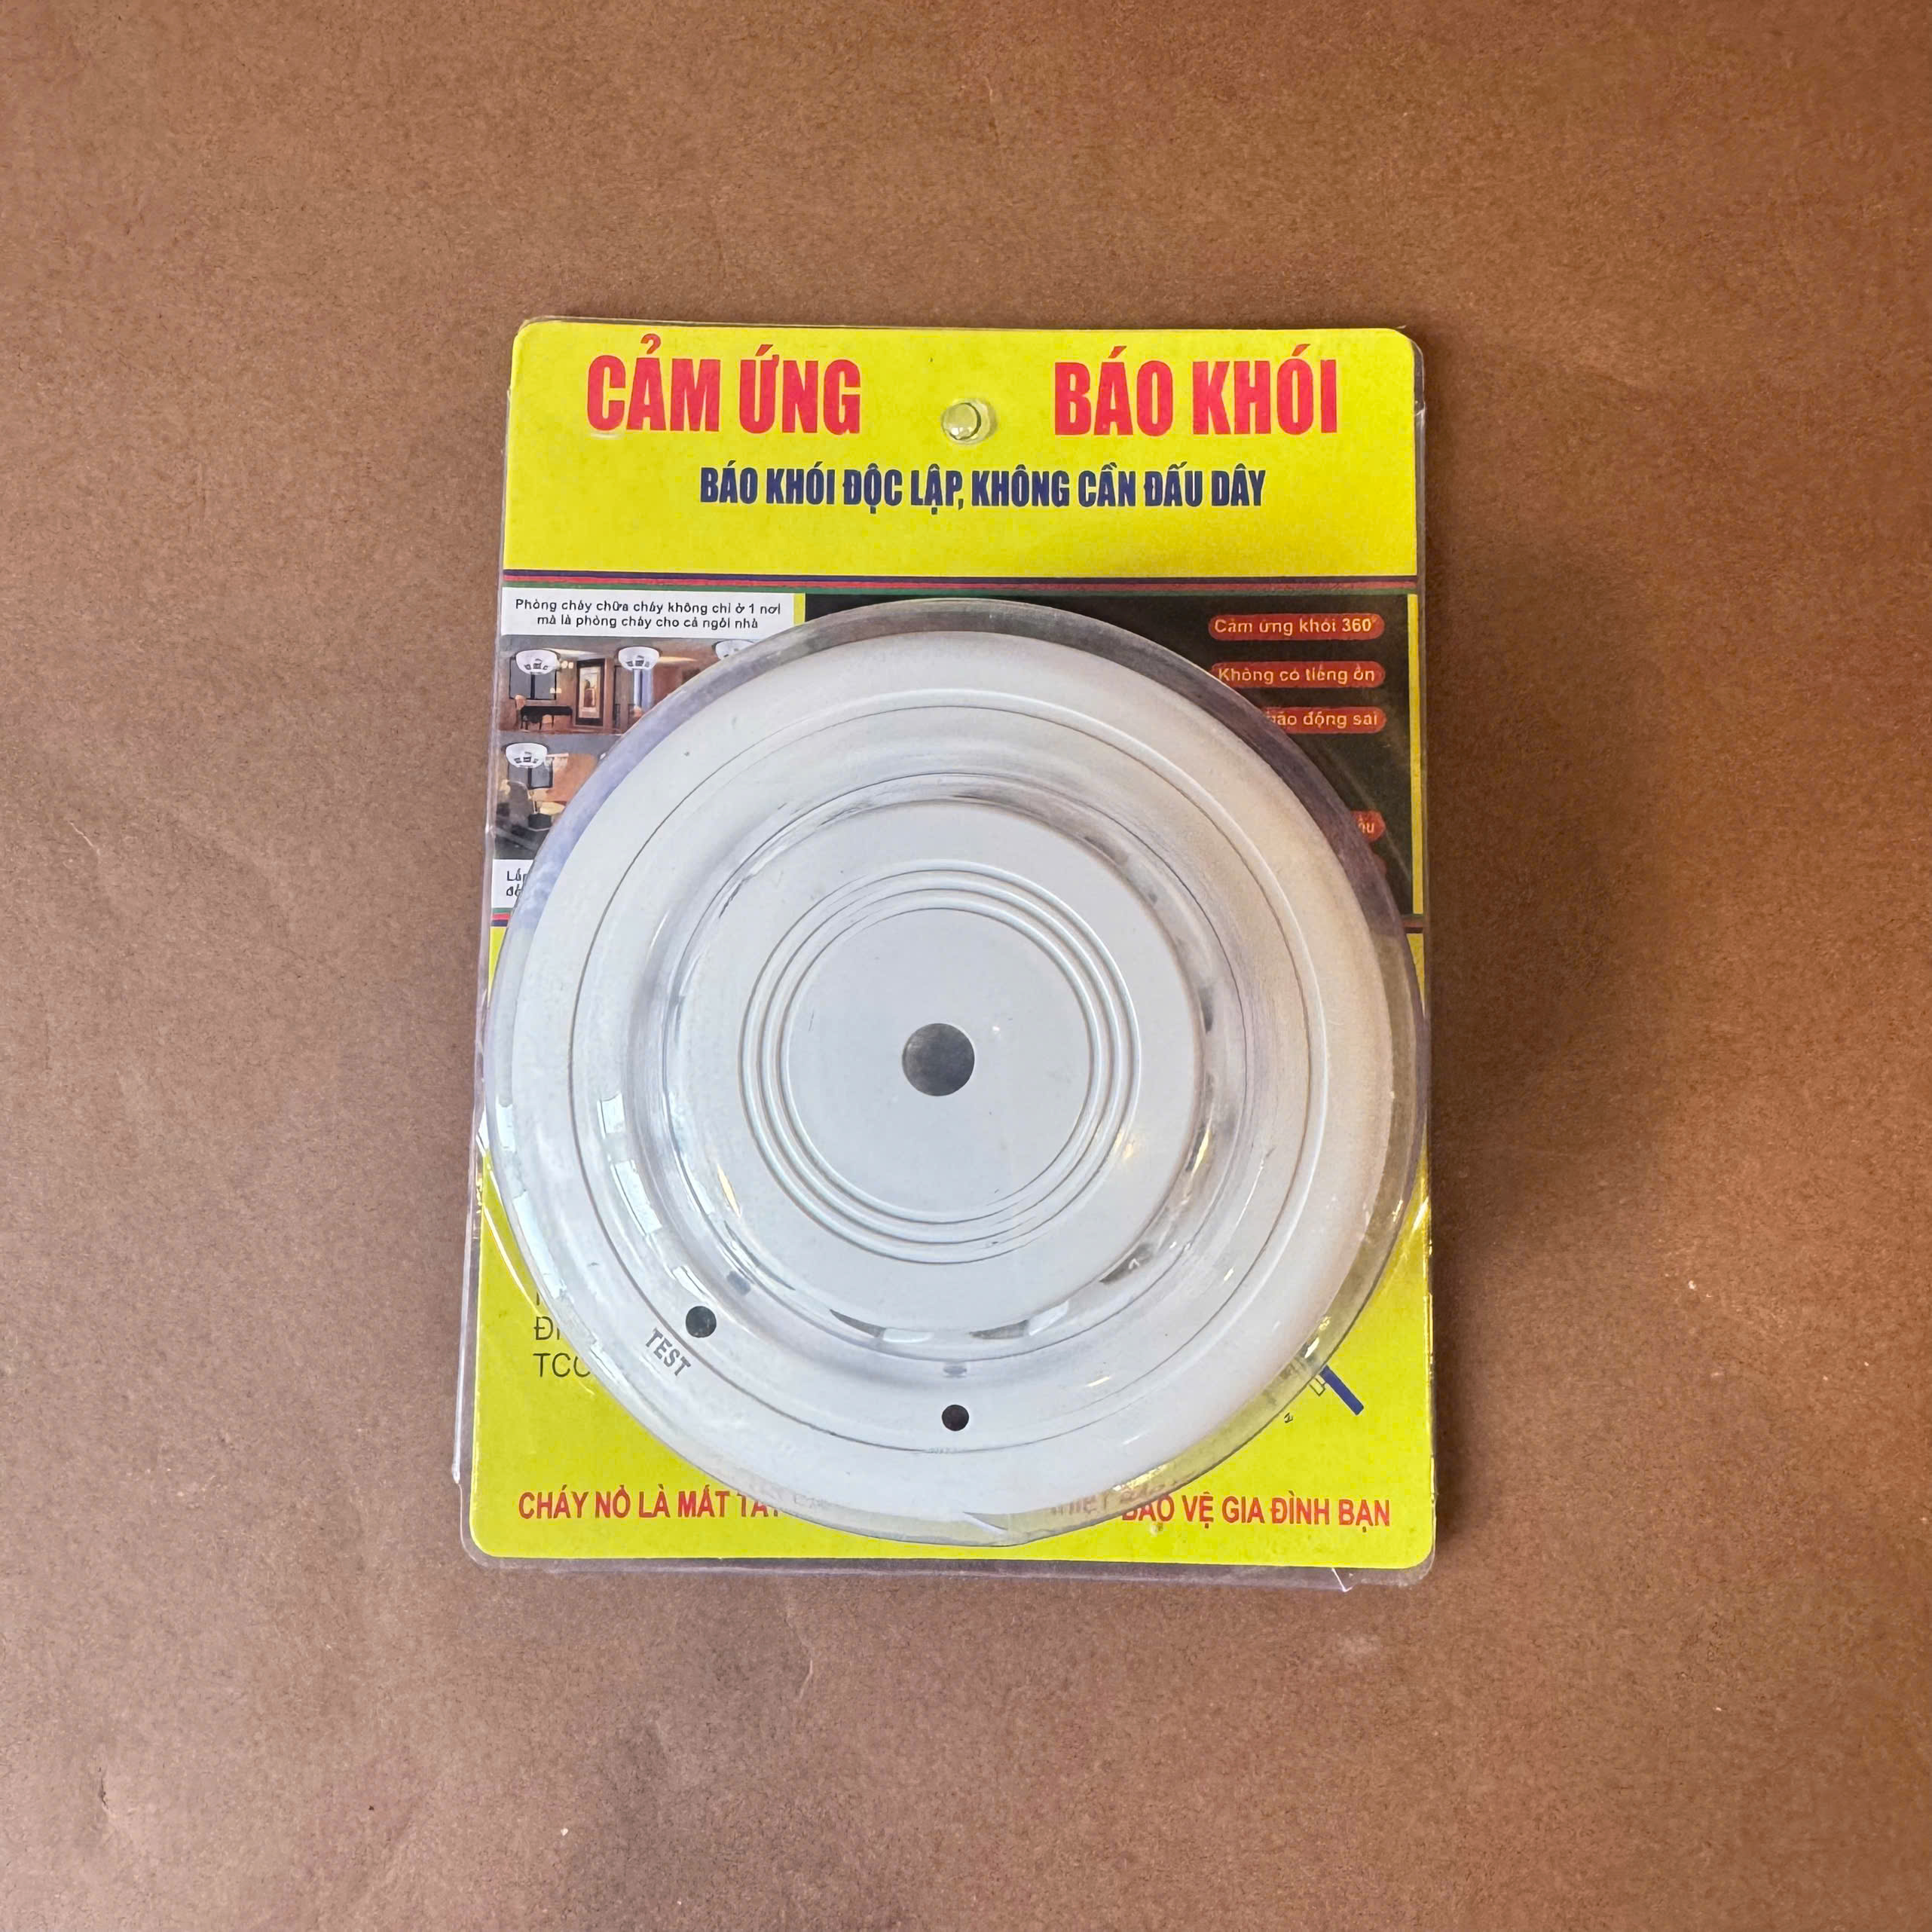 CẢM ỨNG BÁO KHÓI
BÁO KHÓI ĐỘC LẬP, KHÔNG CẦN ĐẤU DÂY
Phòng cháy chữa cháy không chỉ ở 1 nơi
mà là phòng cháy cho cả ngôi nhà
Cảm ứng khói 360°
Không có tiếng ồn
động sai
TEST
CHÁY NỔ LÀ MẤT
BẢO VỆ GIA ĐÌNH BẠN